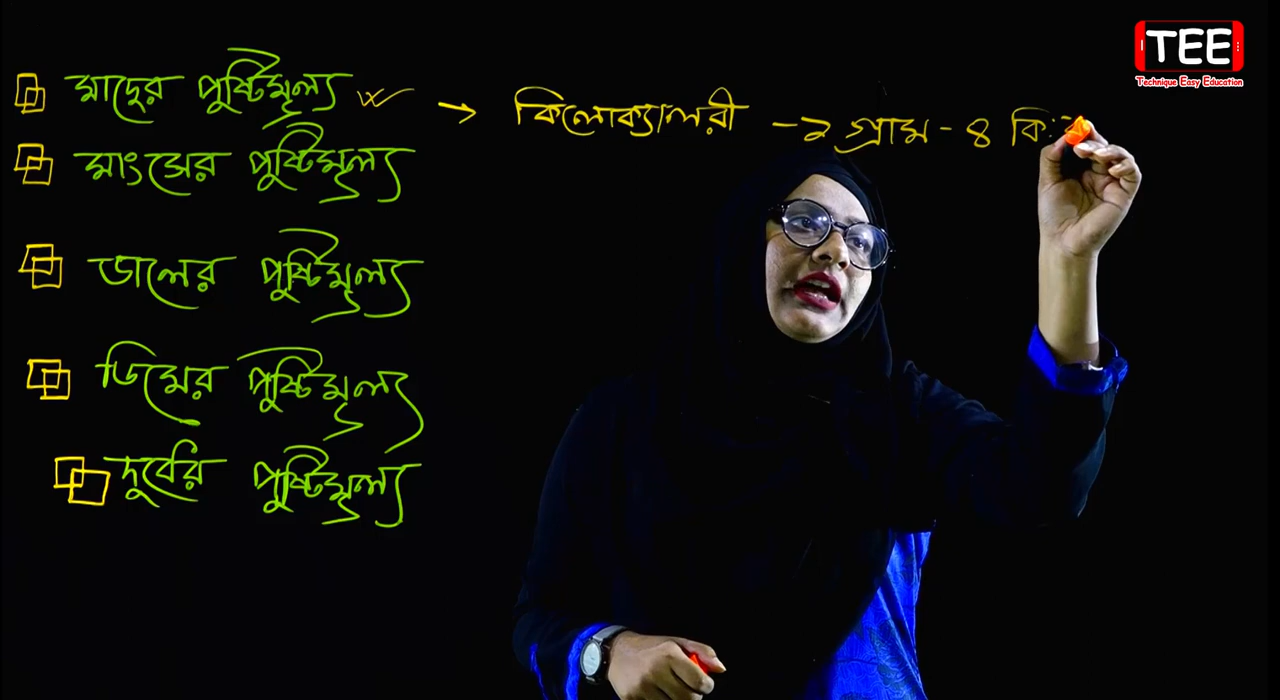 মাছের পুষ্টিমূল্য → কিলোক্যালরী - ১ গ্রাম - ৪ কি
মাংসের পুষ্টিমূল্য
ডালের পুষ্টিমূল্য
ডিমের পুষ্টিমূল্য
দুধের পুষ্টিমূল্য
TEE
Technique Easy Education